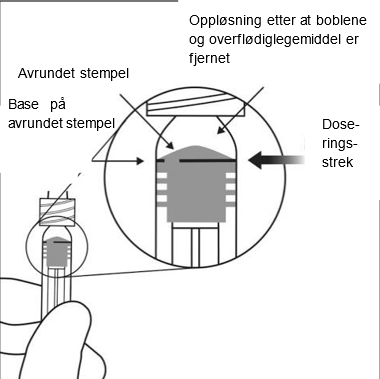 Oppløsning etter at boblene
og overflødiglegemiddel er
fjernet
Avrundet stempel
Base på
avrundet stempel
Dose-
rings-
strek